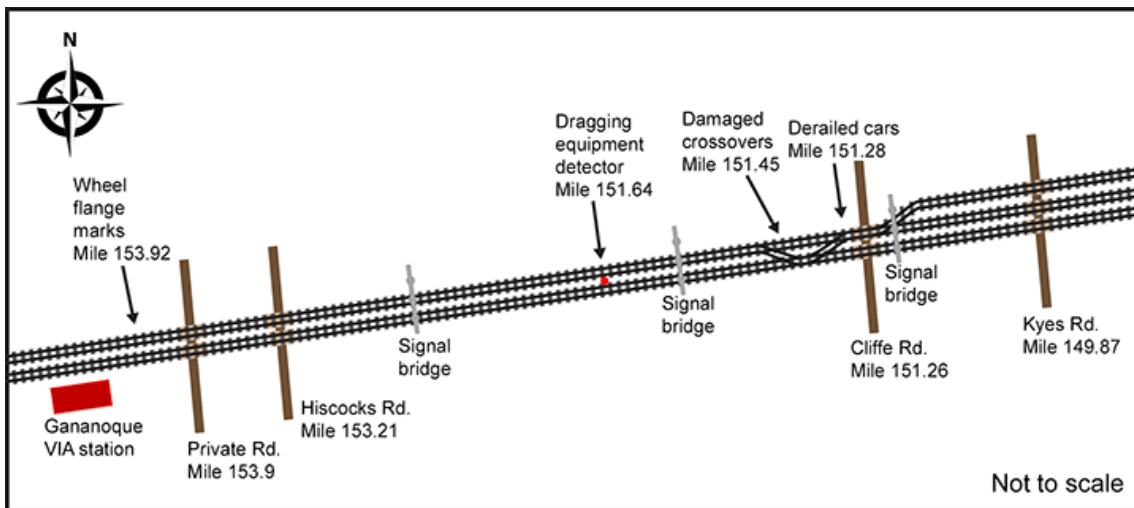 N
Wheel
flange
marks
Mile 153.92
Dragging
equipment
detector
Mile 151.64
Damaged
crossovers
Mile 151.45
Derailed cars
Mile 151.28
Signal
bridge
Signal
bridge
Signal
bridge
Gananoque
VIA station
Private Rd.
Mile 153.9
Hiscocks Rd.
Mile 153.21
Cliffe Rd.
Mile 151.26
Kyes Rd.
Mile 149.87
Not to scale